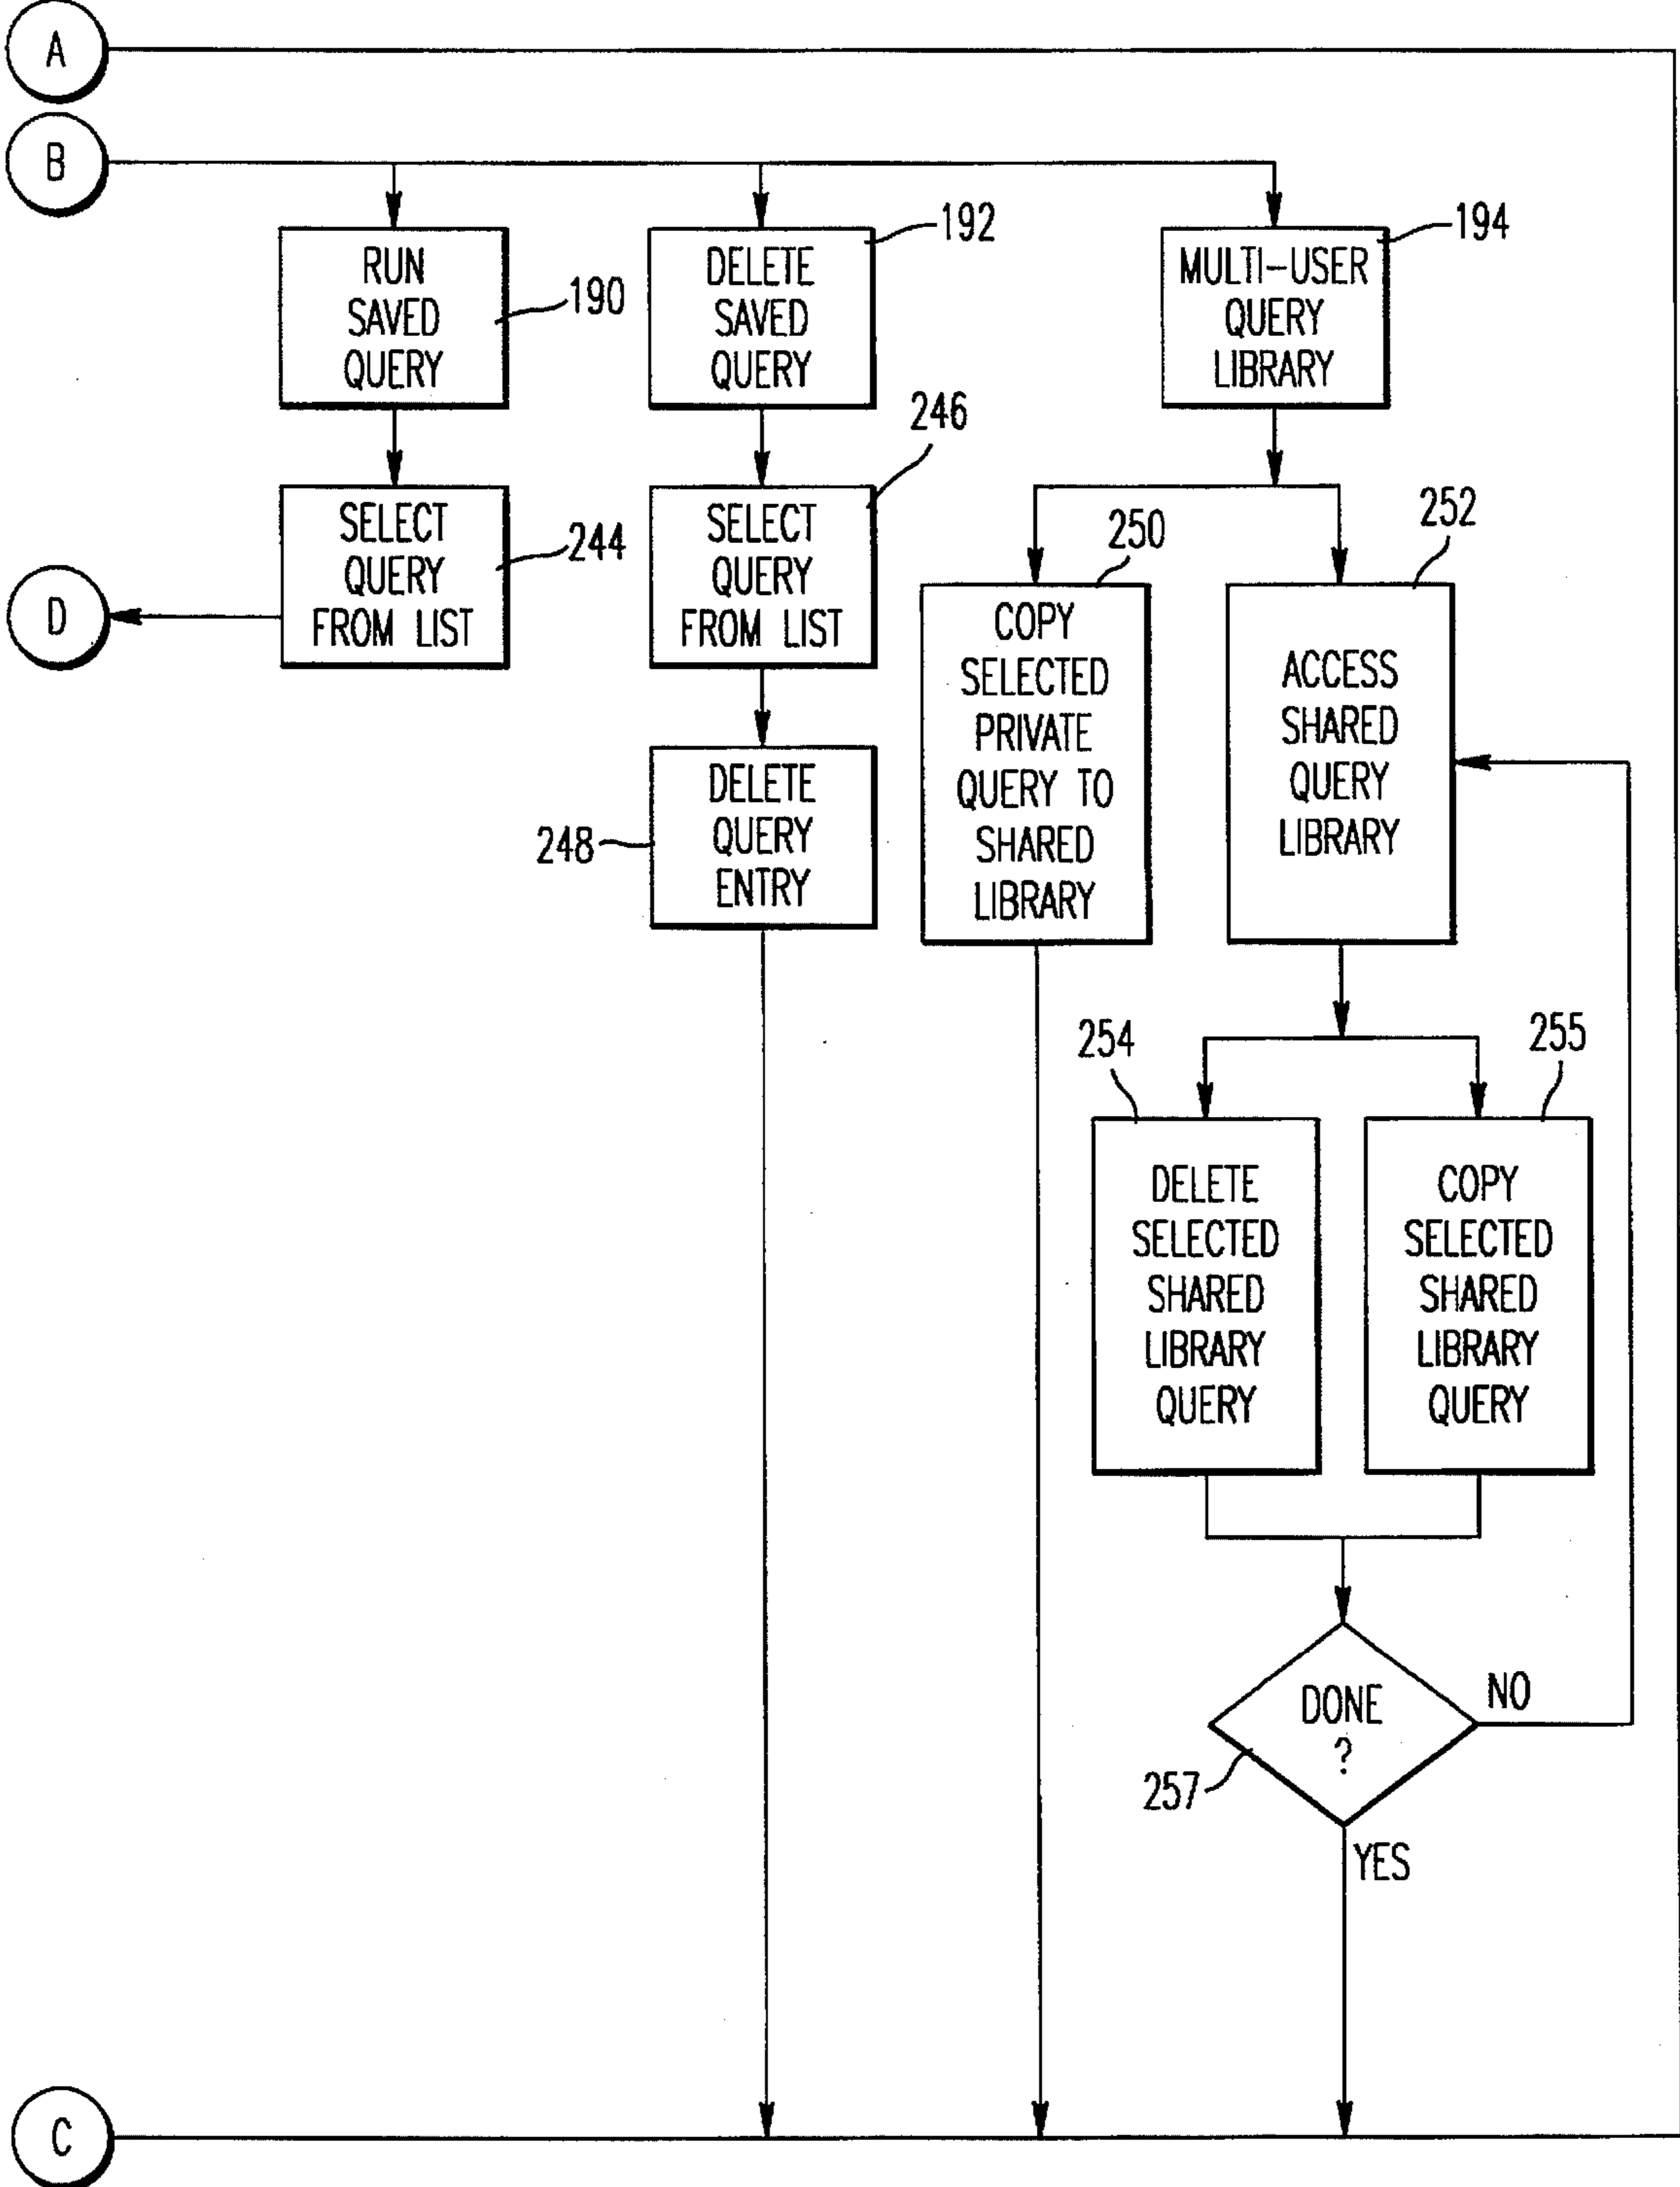 A
B
RUN
SAVED
QUERY
190
DELETE
SAVED
QUERY
192
MULTI-USER
QUERY
LIBRARY
194
SELECT
QUERY
FROM LIST
244
D
SELECT
QUERY
FROM LIST
246
DELETE
QUERY
ENTRY
248
COPY
SELECTED
PRIVATE
QUERY TO
SHARED
LIBRARY
250
ACCESS
SHARED
QUERY
LIBRARY
252
DELETE
SELECTED
SHARED
LIBRARY
QUERY
254
COPY
SELECTED
SHARED
LIBRARY
QUERY
255
DONE
?
257
NO
YES
C